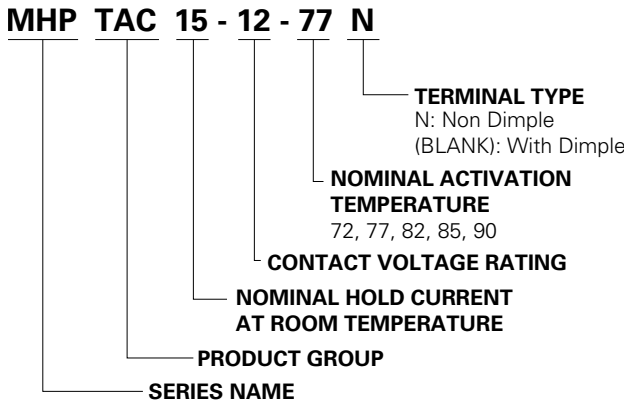 MHP TAC 15 - 12 - 77 N
TERMINAL TYPE
N: Non Dimple
(BLANK): With Dimple
NOMINAL ACTIVATION
TEMPERATURE
72, 77, 82, 85, 90
CONTACT VOLTAGE RATING
NOMINAL HOLD CURRENT
AT ROOM TEMPERATURE
PRODUCT GROUP
SERIES NAME